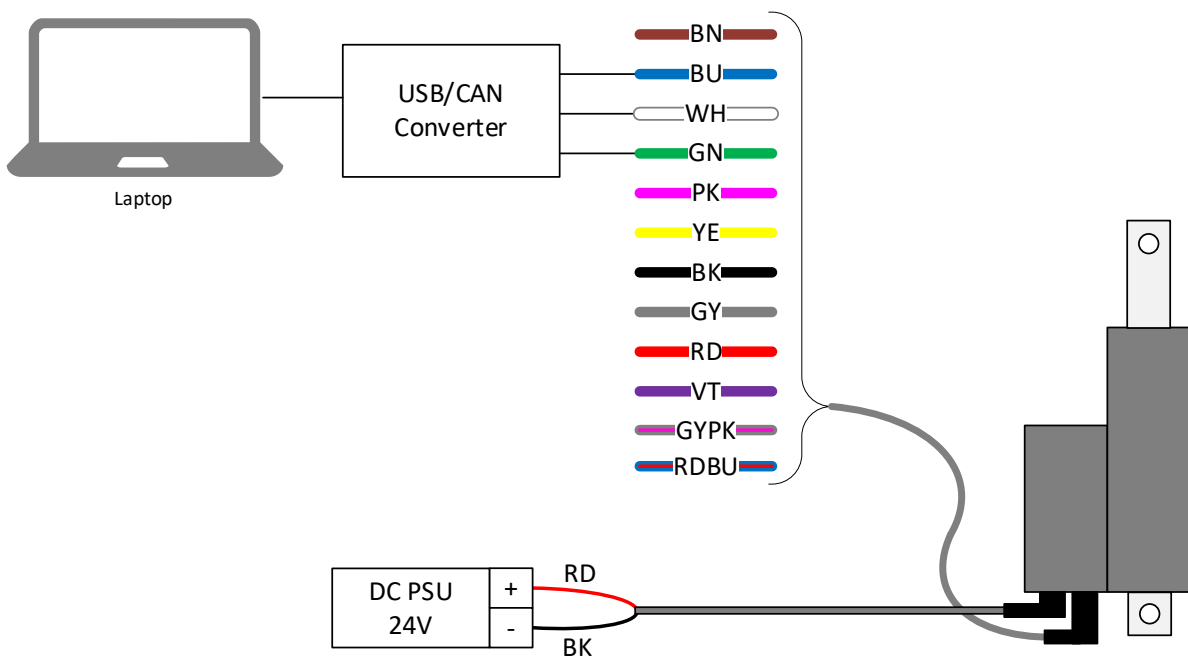 BN
BU
USB/CAN
Converter
WH
GN
Laptop
PK
YE
BK
GY
RD
VT
GYPK
RDBU
DC PSU
24V
+
-
RD
BK